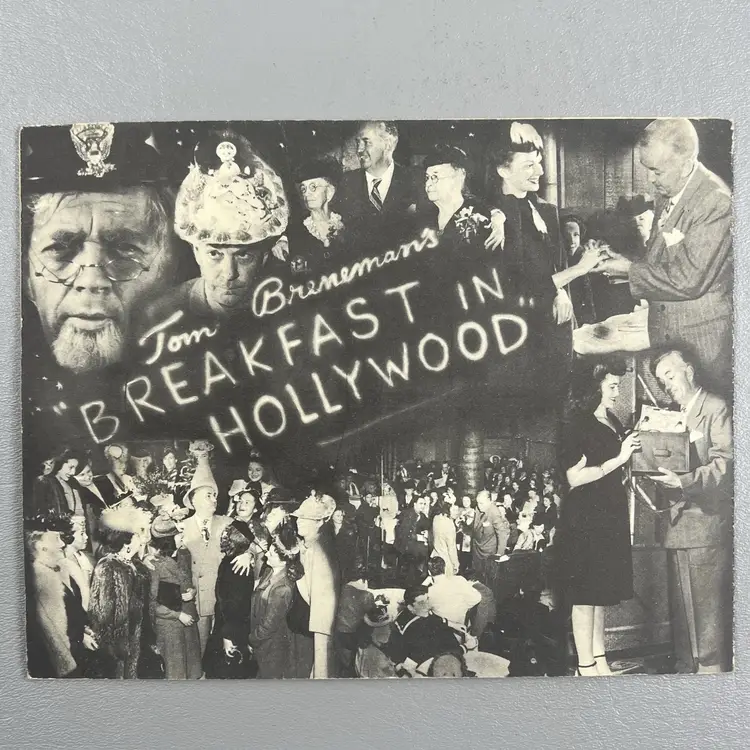 Tom Breneman's
"BREAKFAST IN
HOLLYWOOD"